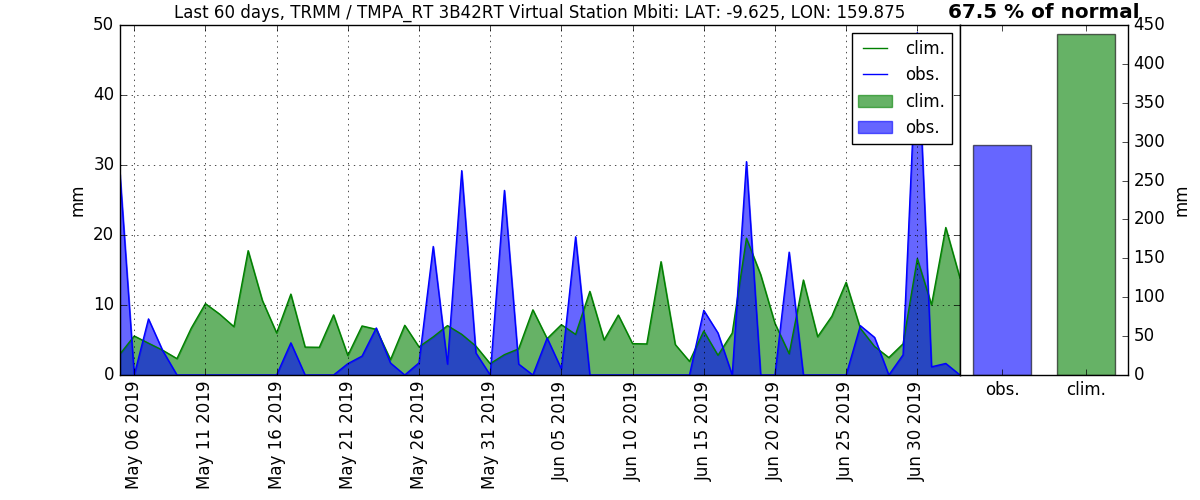 Last 60 days, TRMM / TMPA_RT 3B42RT Virtual Station Mbiti: LAT: -9.625, LON: 159.875
67.5 % of normal
50
40
30
20
10
0
mm
clim.
obs.
clim.
obs.
May 06 2019
May 11 2019
May 16 2019
May 21 2019
May 26 2019
May 31 2019
Jun 05 2019
Jun 10 2019
Jun 15 2019
Jun 20 2019
Jun 25 2019
Jun 30 2019
450
400
350
300
250
200
150
100
50
0
mm
obs.
clim.